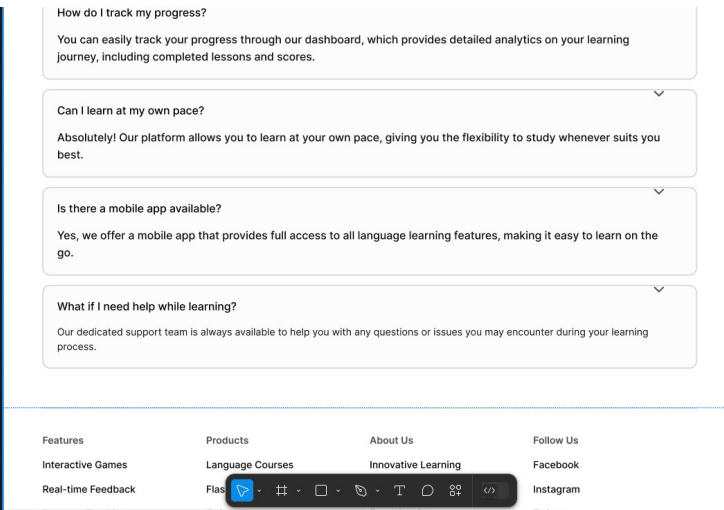 How do I track my progress?
You can easily track your progress through our dashboard, which provides detailed analytics on your learning
journey, including completed lessons and scores.
Can I learn at my own pace?
Absolutely! Our platform allows you to learn at your own pace, giving you the flexibility to study whenever suits you
best.
Is there a mobile app available?
Yes, we offer a mobile app that provides full access to all language learning features, making it easy to learn on the
go.
What if I need help while learning?
Our dedicated support team is always available to help you with any questions or issues you may encounter during your learning
process.
Features Products About Us Follow Us
Interactive Games Language Courses Innovative Learning Facebook
Real-time Feedback Instagram